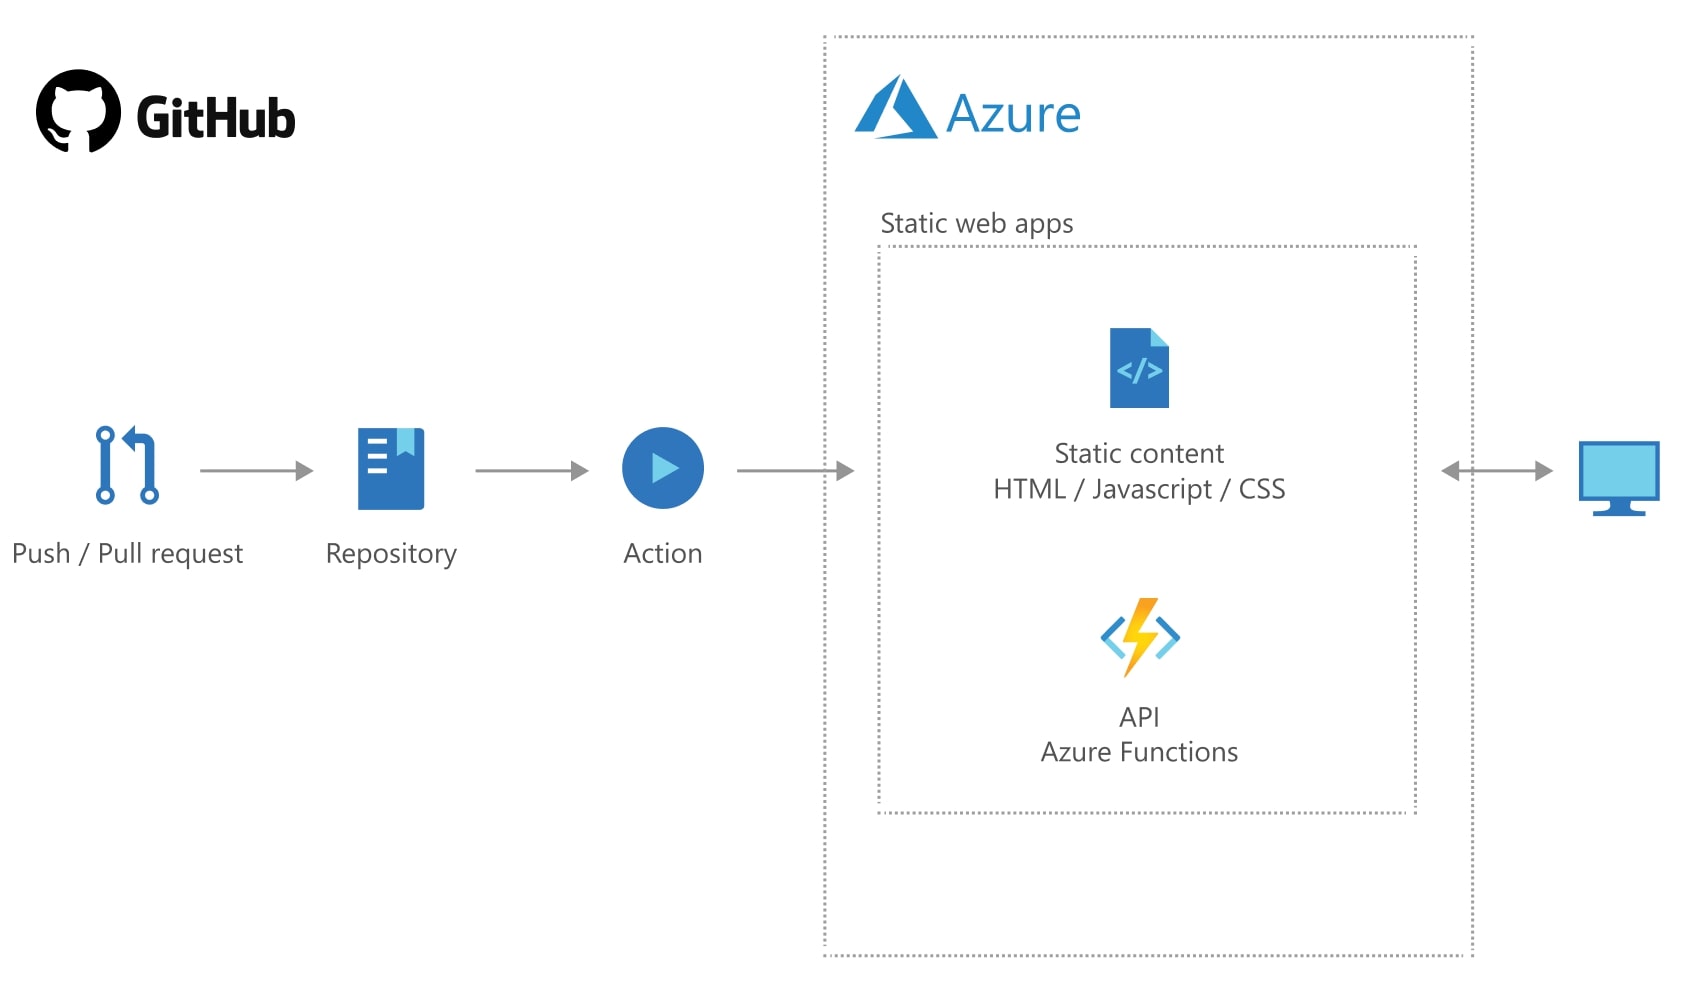 GitHub
Azure
Static web apps
Static content
HTML / Javascript / CSS
Push / Pull request
Repository
Action
API
Azure Functions